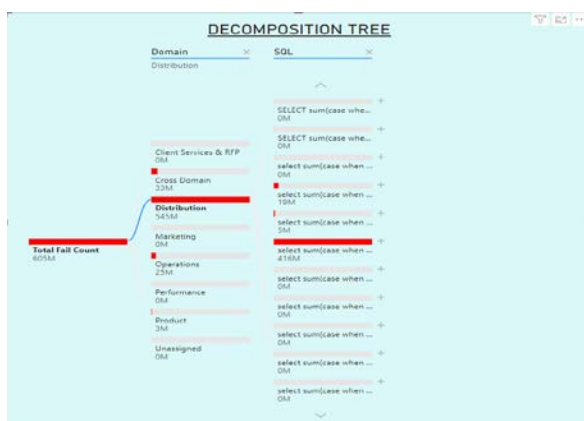 DECOMPOSITION TREE
Domain
Distribution
SQL
Total Fail Count
605M
Client Services & RFP
0M
Cross Domain
33M
Distribution
545M
Marketing
0M
Operations
25M
Performance
0M
Product
3M
Unassigned
0M
SELECT sum(case whe...
0M
SELECT sum(case whe...
0M
select sum(case when ...
0M
select sum(case when ...
19M
select sum(case when ...
5M
select sum(case when ...
416M
select sum(case when ...
0M
select sum(case when ...
0M
select sum(case when ...
0M
select sum(case when ...
0M
select sum(case when ...
0M